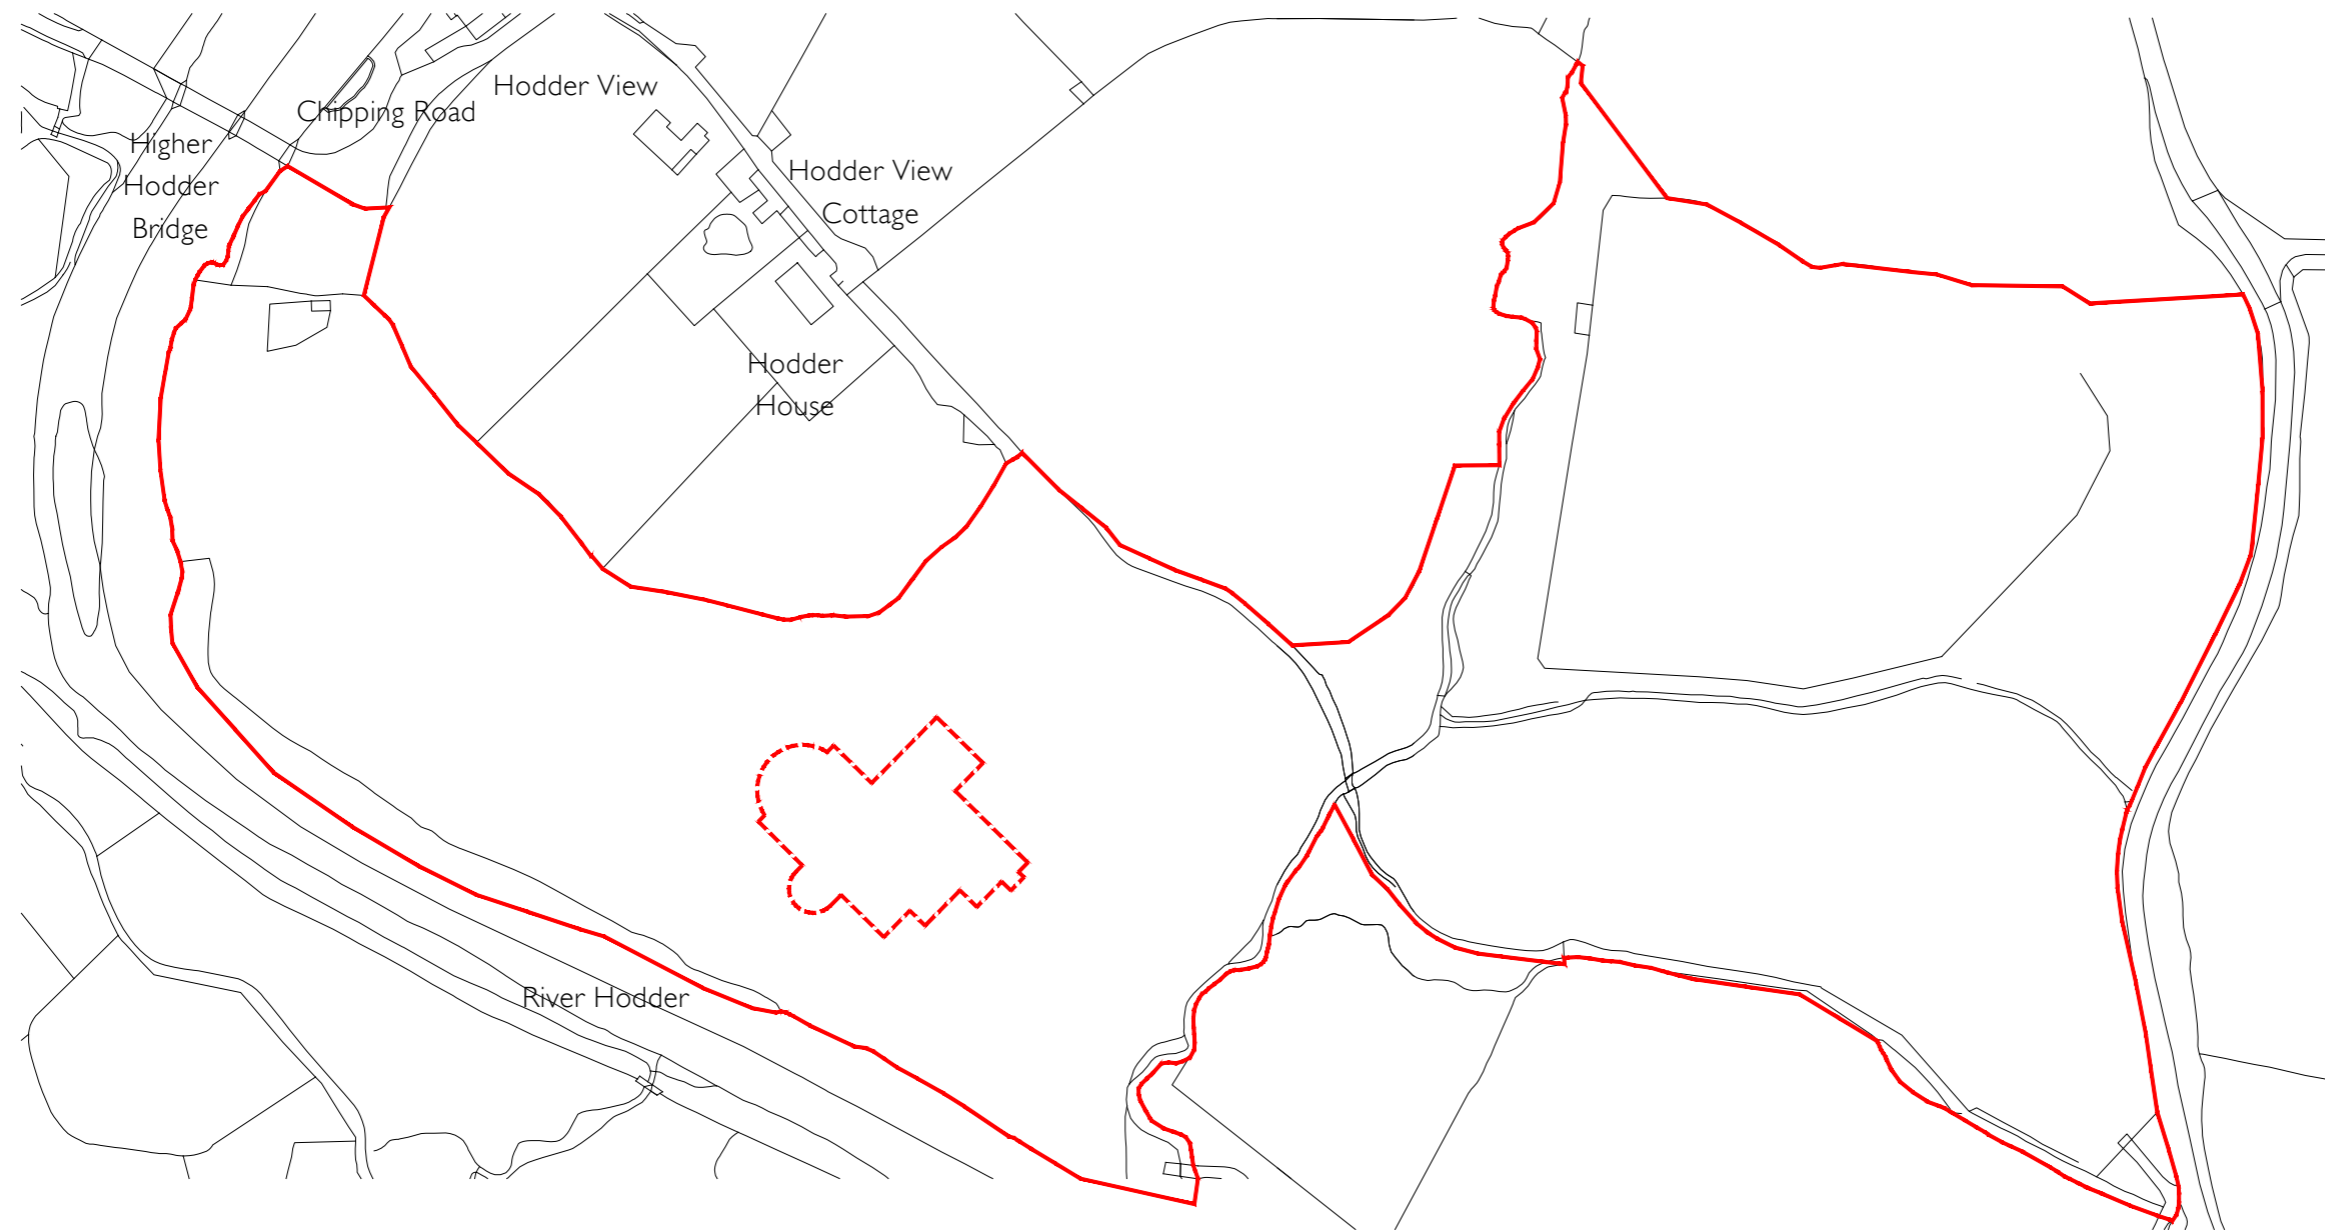 Hodder View
Chipping Road
Higher
Hodder
Bridge
Hodder View
Cottage
Hodder
House
River Hodder